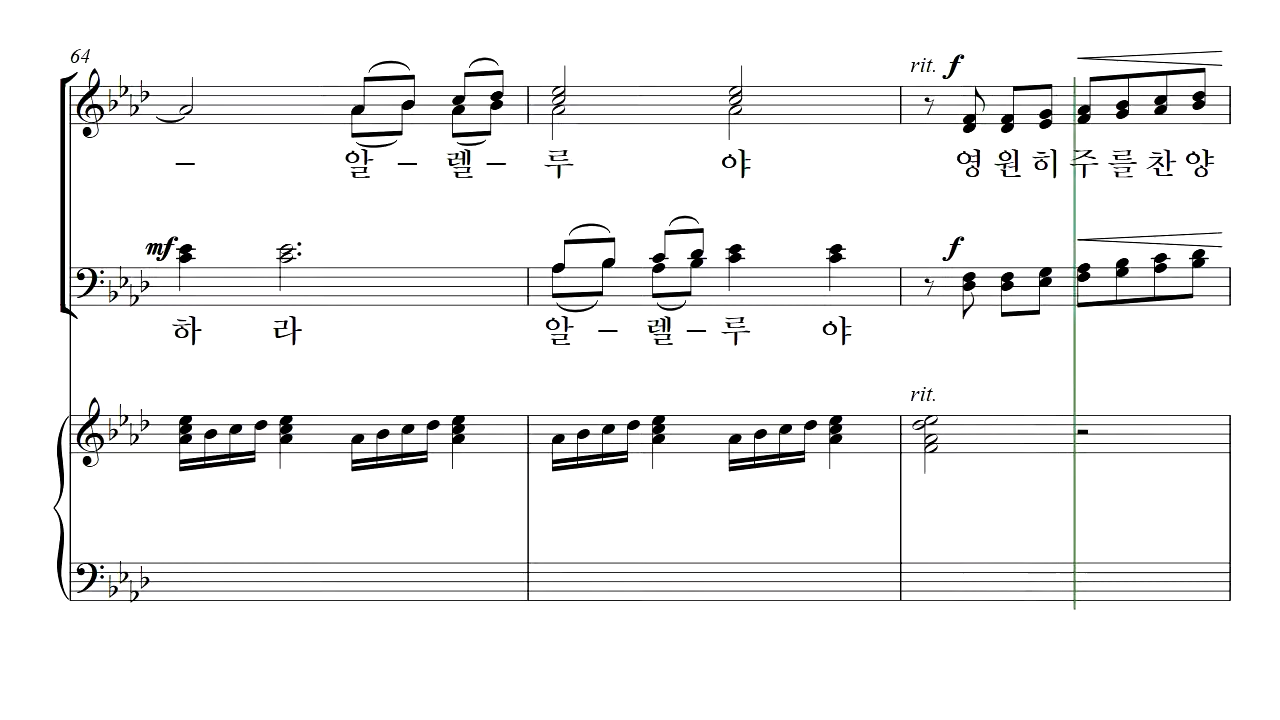 64
rit. f
– 알 – 렐 – 루 야 영 원 히 주 를 찬 양
mf f
하 라 알 – 렐 – 루 야
rit.